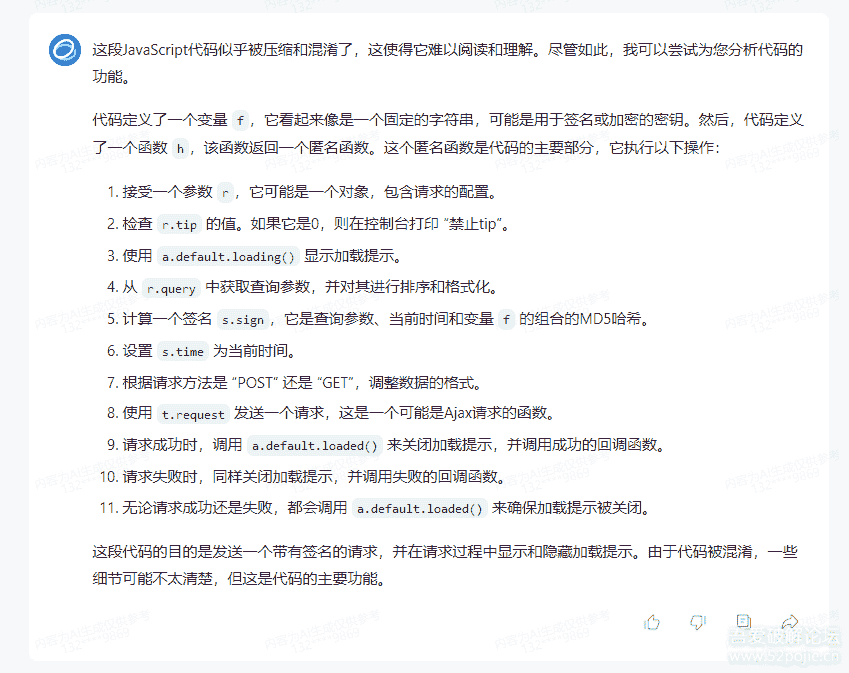 这段JavaScript代码似乎被压缩和混淆了，这使得它难以阅读和理解。尽管如此，我可以尝试为您分析代码的
功能。
代码定义了一个变量 f，它看起来像是一个固定的字符串，可能是用于签名或加密的密钥。然后，代码定义
了一个函数 h，该函数返回一个匿名函数。这个匿名函数是代码的主要部分，它执行以下操作：
1. 接受一个参数 r，它可能是一个对象，包含请求的配置。
2. 检查 r.tip 的值。如果它是0，则在控制台打印 “禁止tip”。
3. 使用 a.default.loading() 显示加载提示。
4. 从 r.query 中获取查询参数，并对其进行排序和格式化。
5. 计算一个签名 s.sign，它是查询参数、当前时间和变量 f 的组合的MD5哈希。
6. 设置 s.time 为当前时间。
7. 根据请求方法是 “POST” 还是 “GET”，调整数据的格式。
8. 使用 t.request 发送一个请求，这是一个可能是Ajax请求的函数。
9. 请求成功时，调用 a.default.loaded() 来关闭加载提示，并调用成功的回调函数。
10. 请求失败时，同样关闭加载提示，并调用失败的回调函数。
11. 无论请求成功还是失败，都会调用 a.default.loaded() 来确保加载提示被关闭。
这段代码的目的是发送一个带有签名的请求，并在请求过程中显示和隐藏加载提示。由于代码被混淆，一些
细节可能不太清楚，但这是代码的主要功能。
吾爱破解论坛
www.52pojie.cn